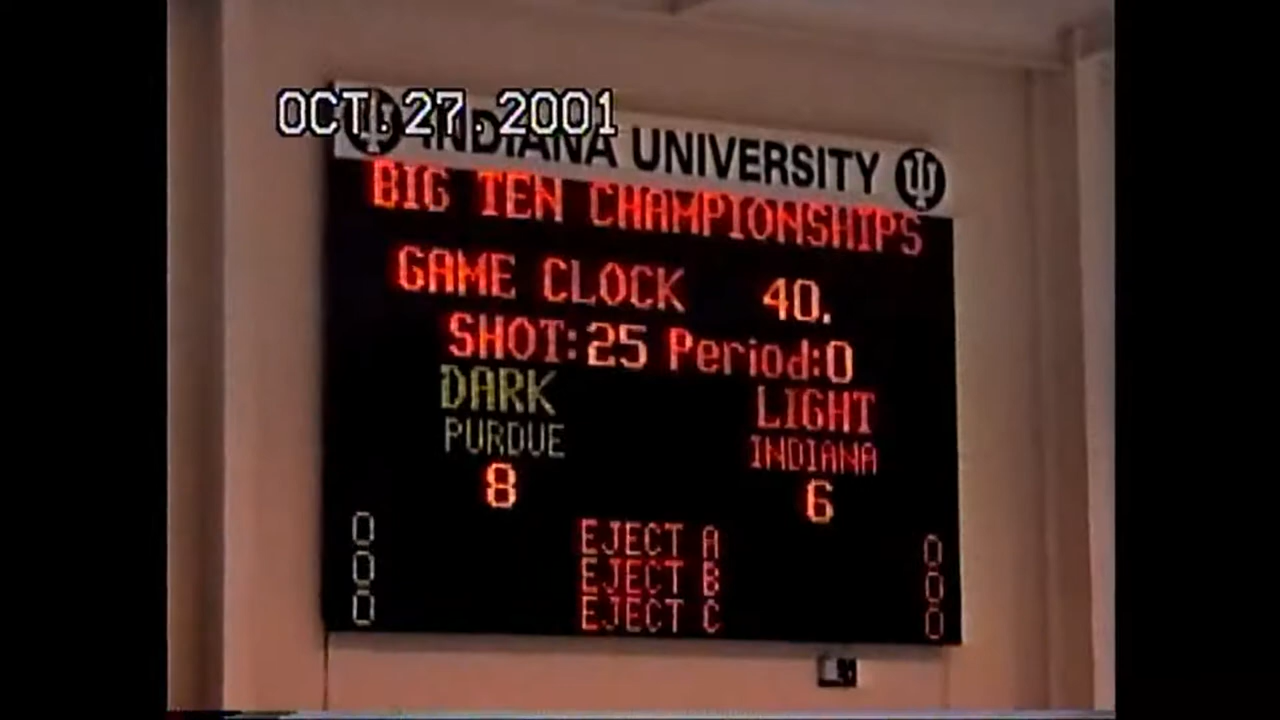 OCT.27.2001
INDIANA UNIVERSITY
BIG TEN CHAMPIONSHIPS
GAME CLOCK 40.
SHOT:25 Period:0
DARK LIGHT
PURDUE INDIANA
8 6
0 EJECT A 0
0 EJECT B 0
0 EJECT C 0